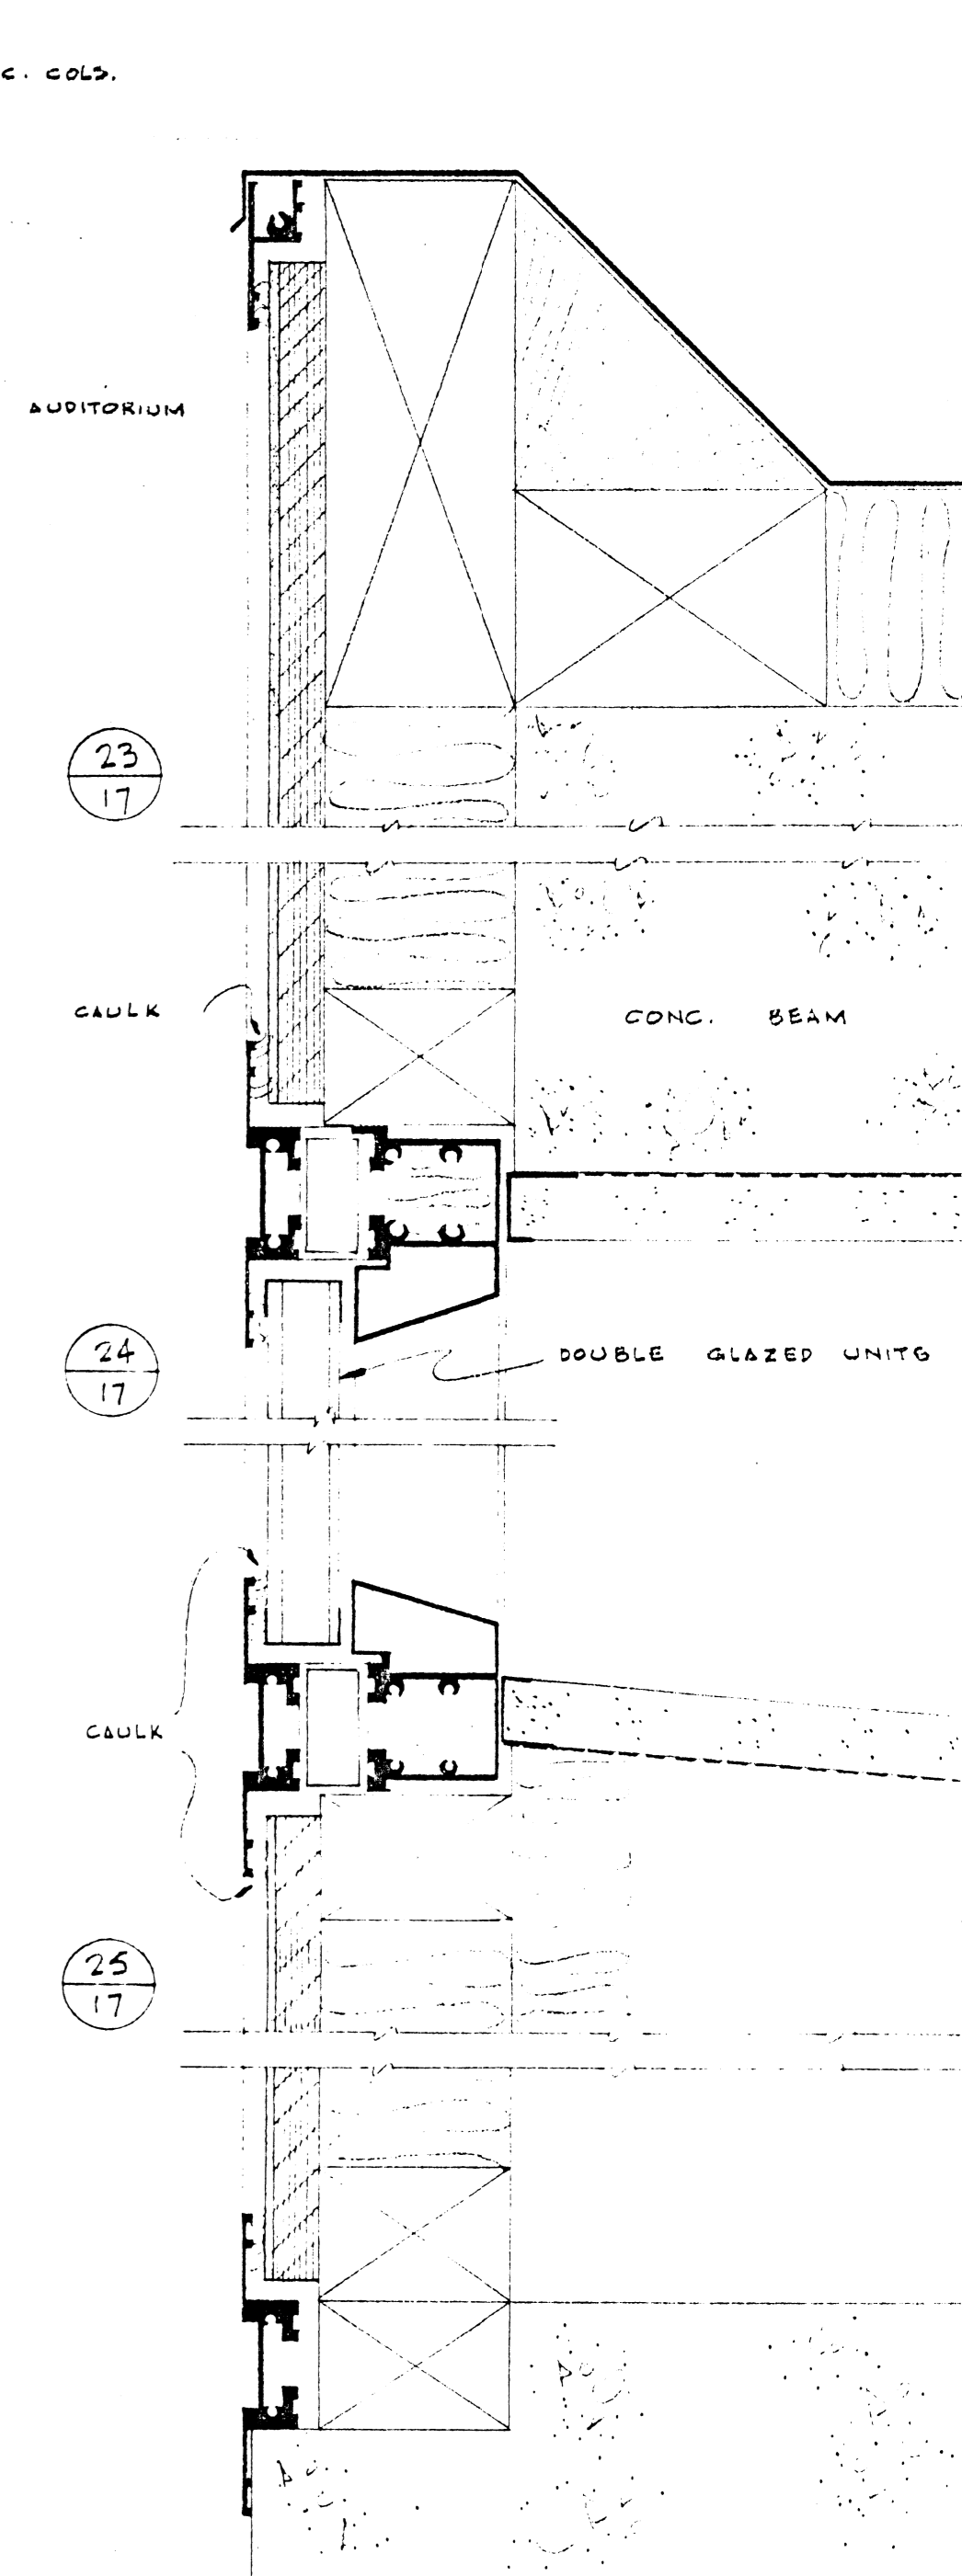 C. COLS.
AUDITORIUM
23
17
CAULK
CONC. BEAM
24
17
DOUBLE GLAZED UNITS
CAULK
25
17